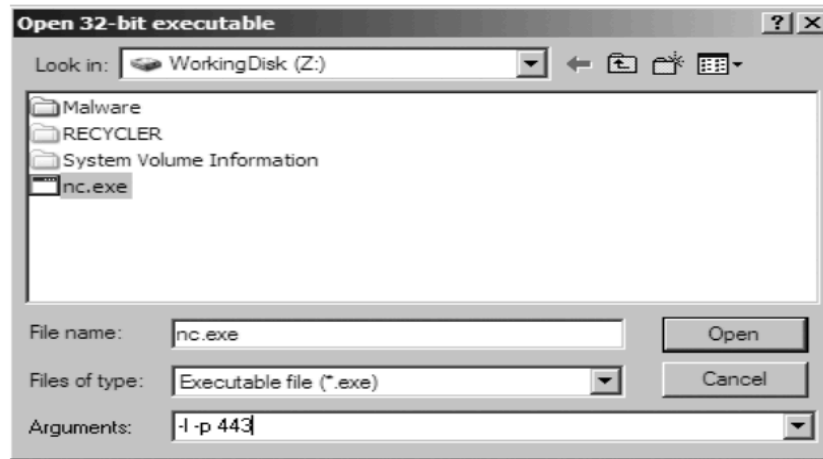 Open 32-bit executable
Look in: WorkingDisk (Z:)
Malware
RECYCLER
System Volume Information
nc.exe
File name: nc.exe Open
Files of type: Executable file (*.exe) Cancel
Arguments: -l -p 443